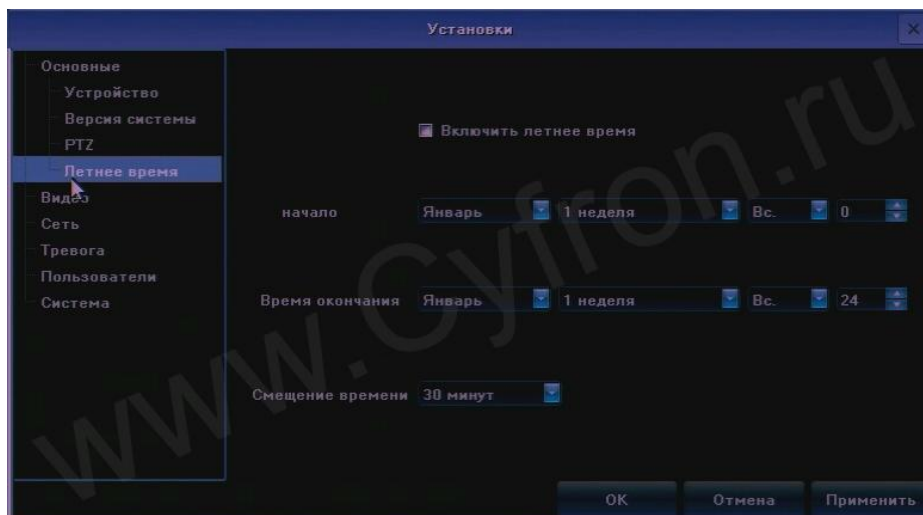 Установки
Основные
Устройство
Версия системы
PTZ
Летнее время
Видео
Сеть
Тревога
Пользователи
Система
Включить летнее время
начало Январь 1 неделя Вс. 0
Время окончания Январь 1 неделя Вс. 24
Смещение времени 30 минут
ОК Отмена Применить
www.Cyfron.ru